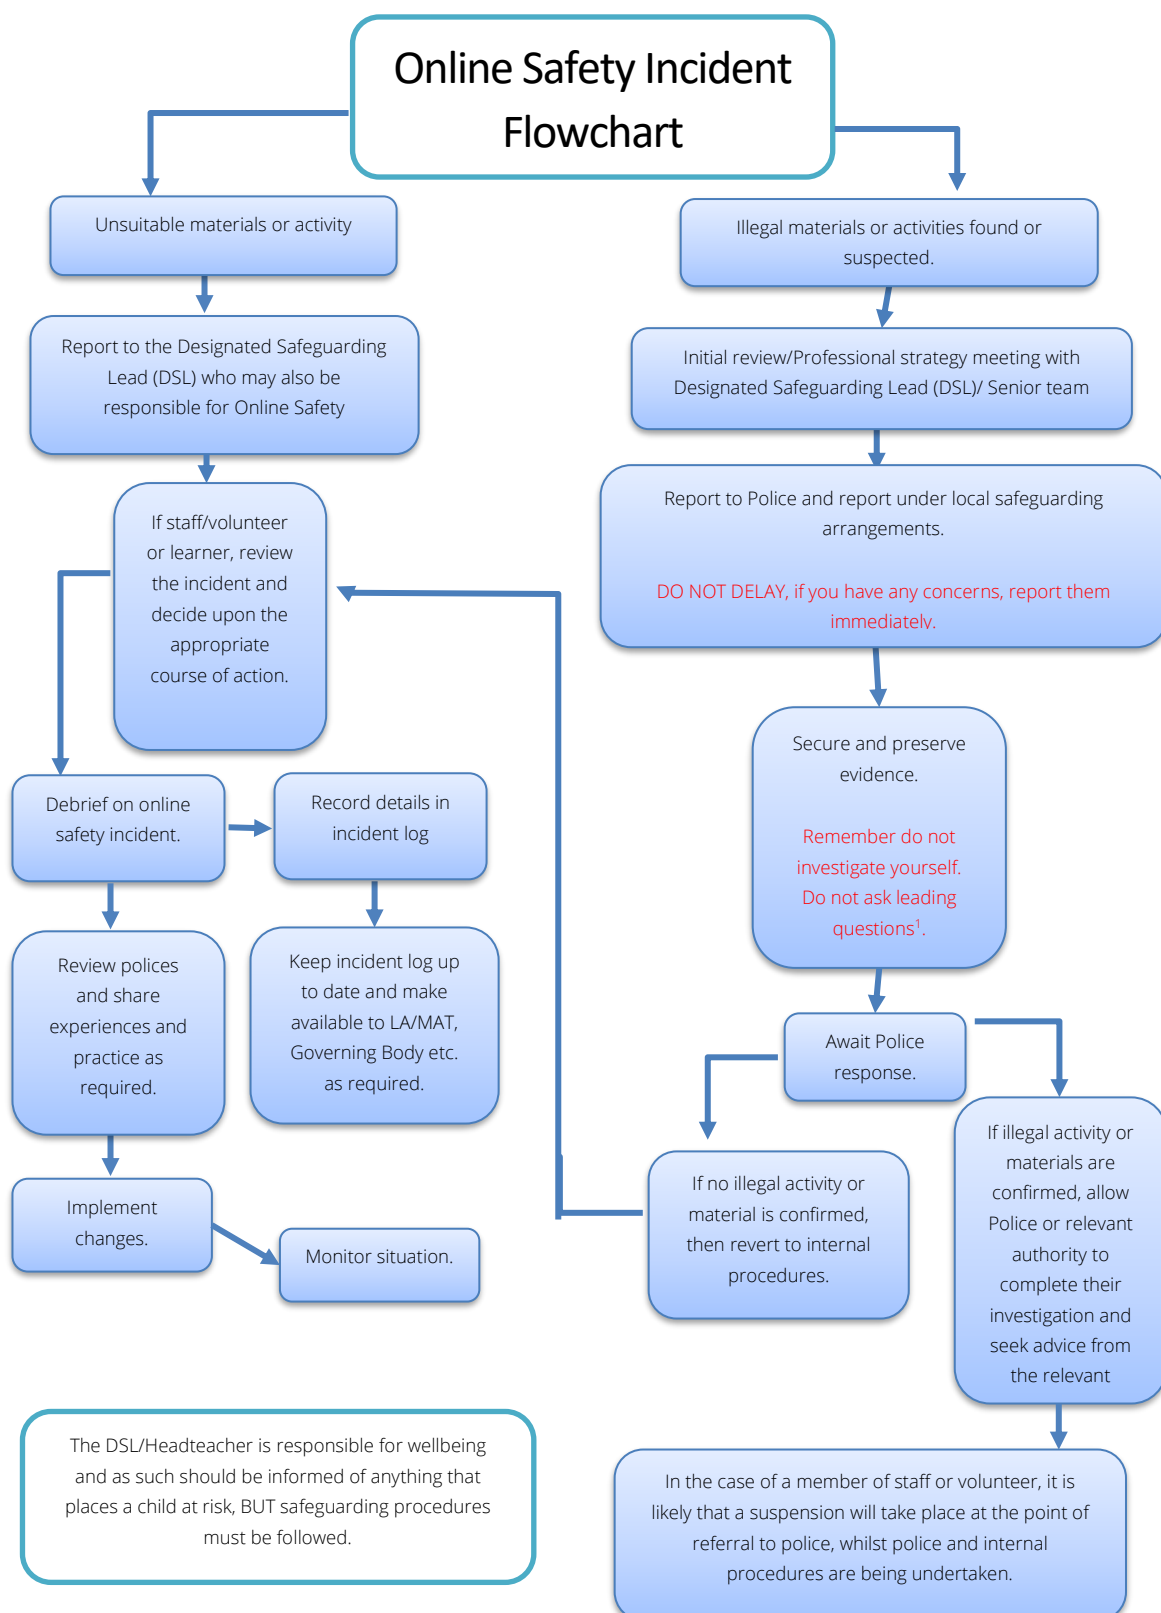 Online Safety Incident
Flowchart
Unsuitable materials or activity
Report to the Designated Safeguarding
Lead (DSL) who may also be
responsible for Online Safety
If staff/volunteer
or learner, review
the incident and
decide upon the
appropriate
course of action.
Debrief on online
safety incident.
Record details in
incident log
Review polices
and share
experiences and
practice as
required.
Keep incident log up
to date and make
available to LA/MAT,
Governing Body etc.
as required.
Implement
changes.
Monitor situation.
Illegal materials or activities found or
suspected.
Initial review/Professional strategy meeting with
Designated Safeguarding Lead (DSL)/ Senior team
Report to Police and report under local safeguarding
arrangements.
DO NOT DELAY, if you have any concerns, report them
immediately.
Secure and preserve
evidence.
Remember do not
investigate yourself.
Do not ask leading
questions¹.
Await Police
response.
If no illegal activity or
material is confirmed,
then revert to internal
procedures.
If illegal activity or
materials are
confirmed, allow
Police or relevant
authority to
complete their
investigation and
seek advice from
the relevant
In the case of a member of staff or volunteer, it is
likely that a suspension will take place at the point of
referral to police, whilst police and internal
procedures are being undertaken.
The DSL/Headteacher is responsible for wellbeing
and as such should be informed of anything that
places a child at risk, BUT safeguarding procedures
must be followed.